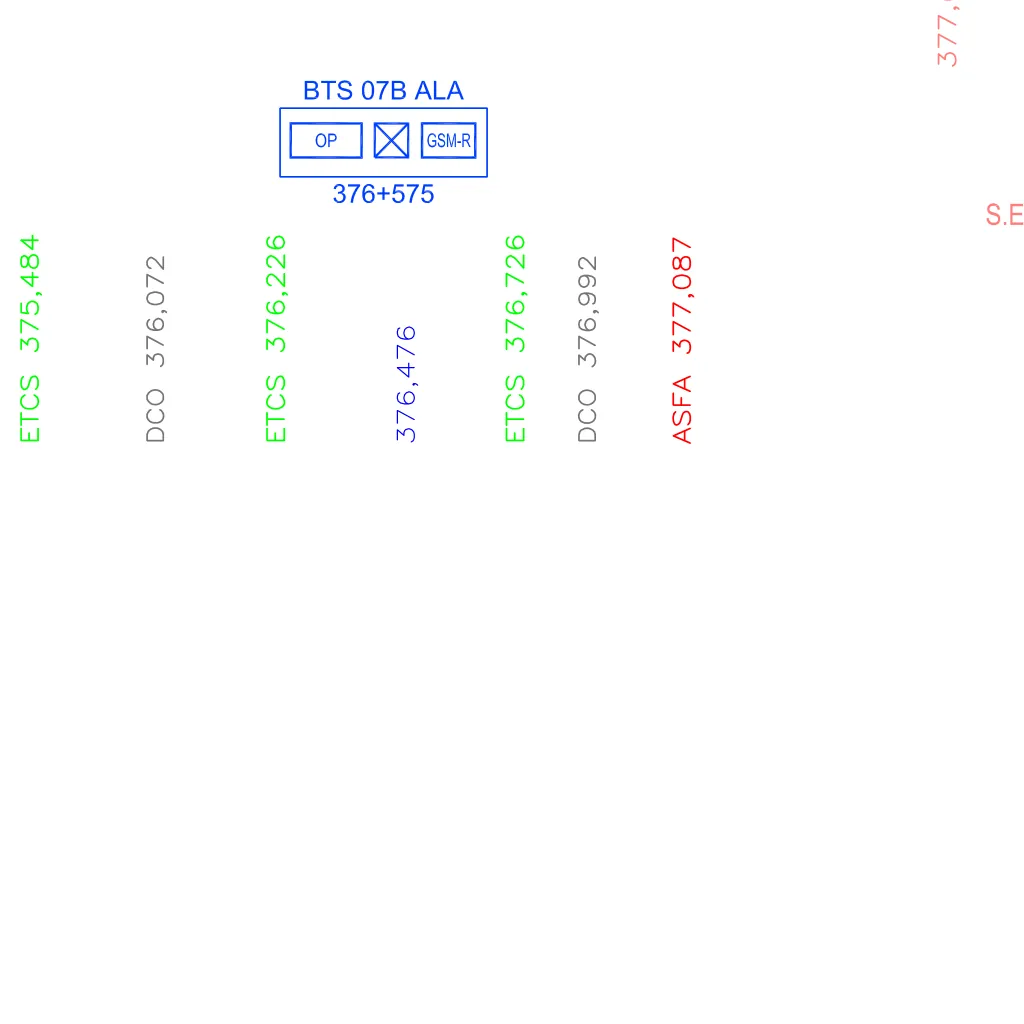 377,
BTS 07B ALA
OP
GSM-R
376+575
S.E
ETCS 375,484
DCO 376,072
ETCS 376,226
376,476
ETCS 376,726
DCO 376,992
ASFA 377,087